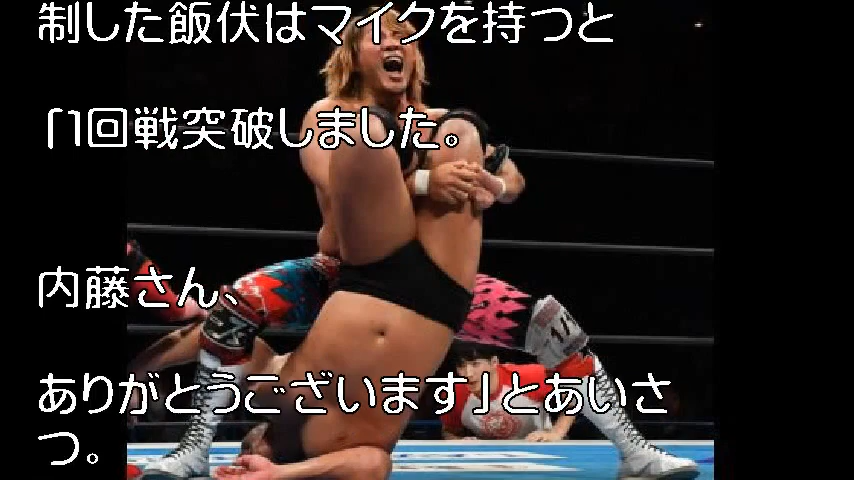 制した飯伏はマイクを持つと
「1回戦突破しました。
内藤さん、
ありがとうございます」とあいさ
つ。